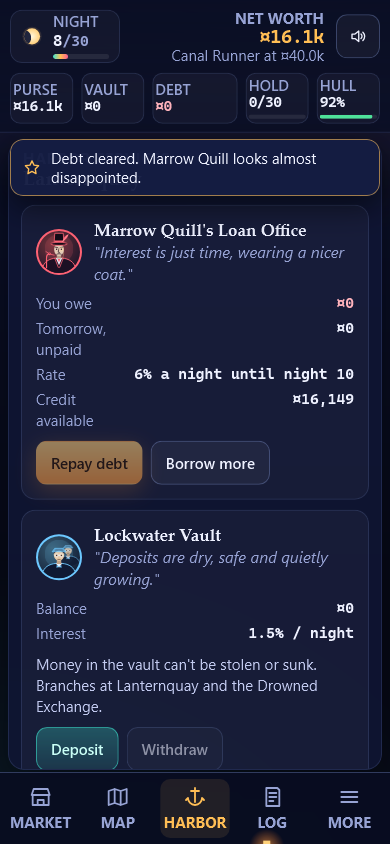 NIGHT
8/30
NET WORTH
¤16.1k
Canal Runner at ¤40.0k
PURSE
¤16.1k
VAULT
¤0
DEBT
¤0
HOLD
0/30
HULL
92%
Debt cleared. Marrow Quill looks almost
disappointed.
Marrow Quill's Loan Office
"Interest is just time, wearing a nicer
coat."
You owe
¤0
Tomorrow,
unpaid
¤0
Rate
6% a night until night 10
Credit
available
¤16,149
Repay debt
Borrow more
Lockwater Vault
"Deposits are dry, safe and quietly
growing."
Balance
¤0
Interest
1.5% / night
Money in the vault can't be stolen or sunk.
Branches at Lanternquay and the Drowned
Exchange.
Deposit
Withdraw
MARKET
MAP
HARBOR
LOG
MORE